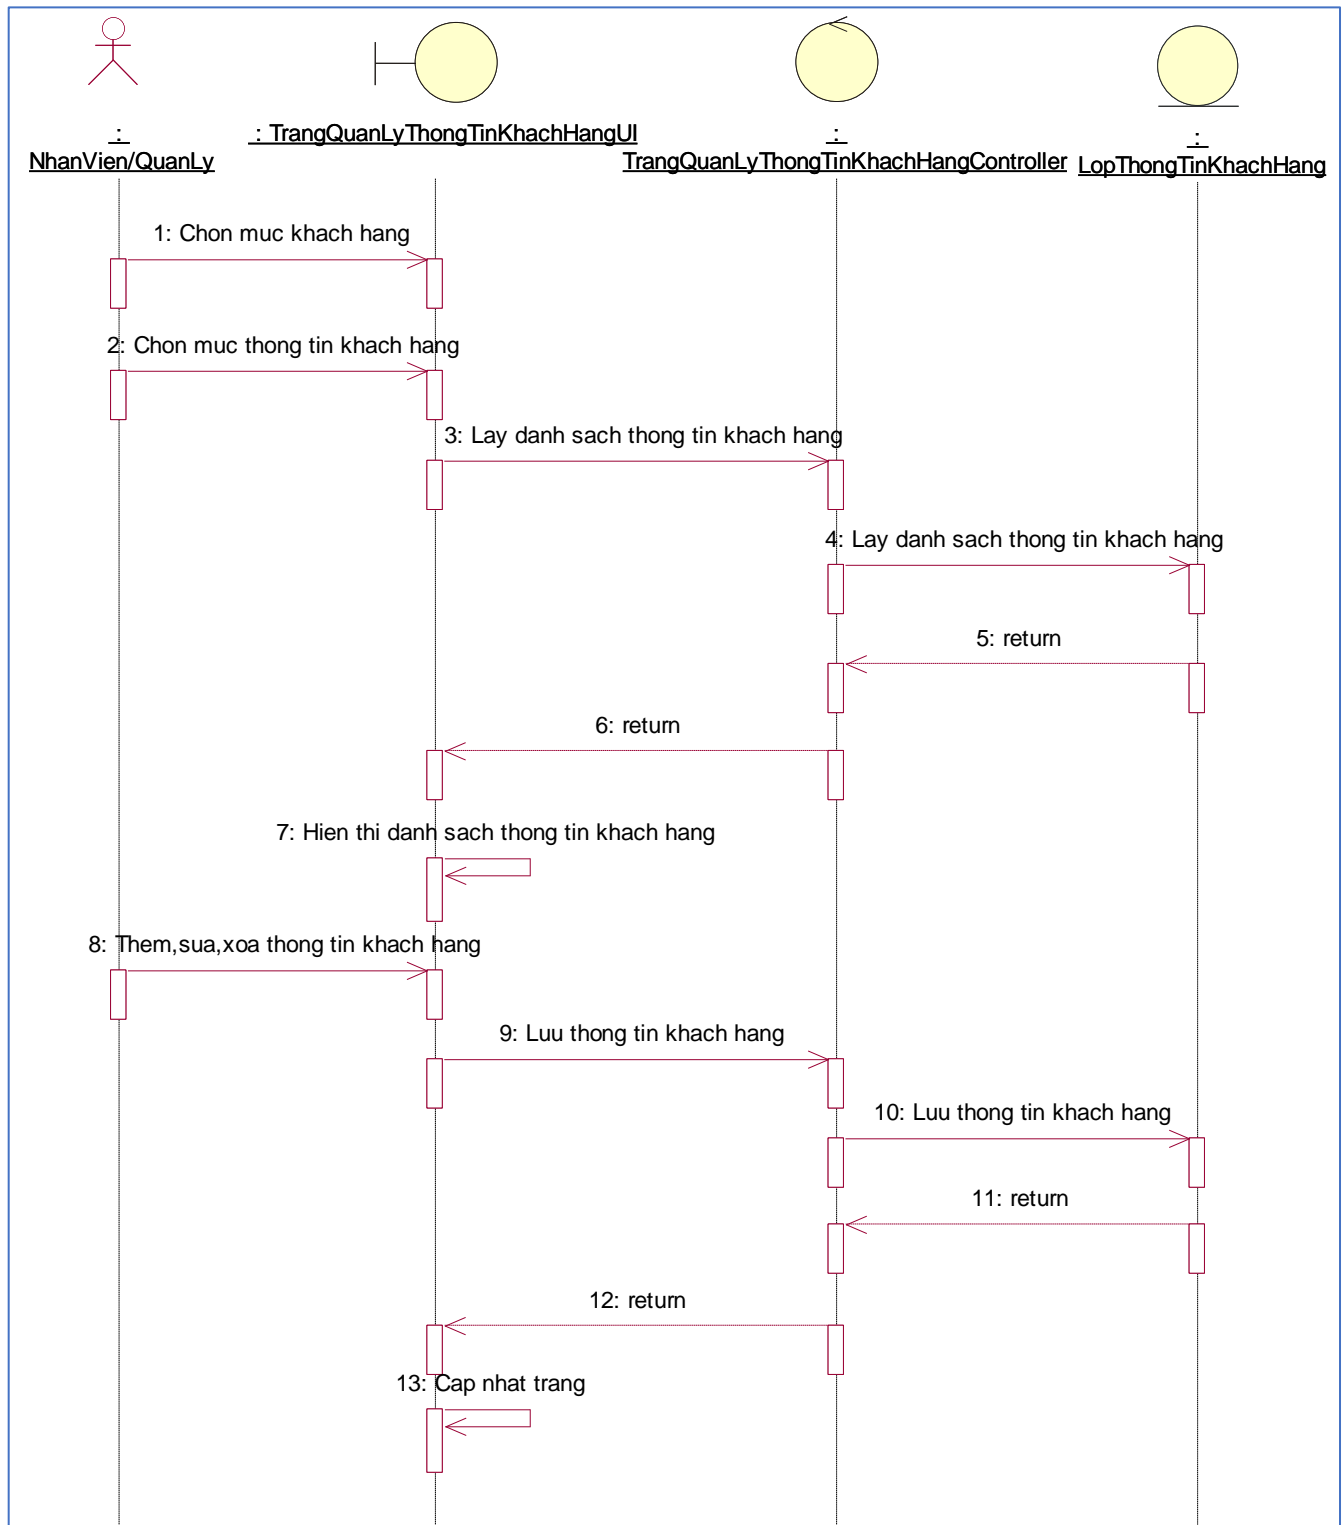 :
NhanVien/QuanLy
: TrangQuanLyThongTinKhachHangUI
:
TrangQuanLyThongTinKhachHangController
:
LopThongTinKhachHang
1: Chon muc khach hang
2: Chon muc thong tin khach hang
3: Lay danh sach thong tin khach hang
4: Lay danh sach thong tin khach hang
5: return
6: return
7: Hien thi danh sach thong tin khach hang
8: Them,sua,xoa thong tin khach hang
9: Luu thong tin khach hang
10: Luu thong tin khach hang
11: return
12: return
13: Cap nhat trang